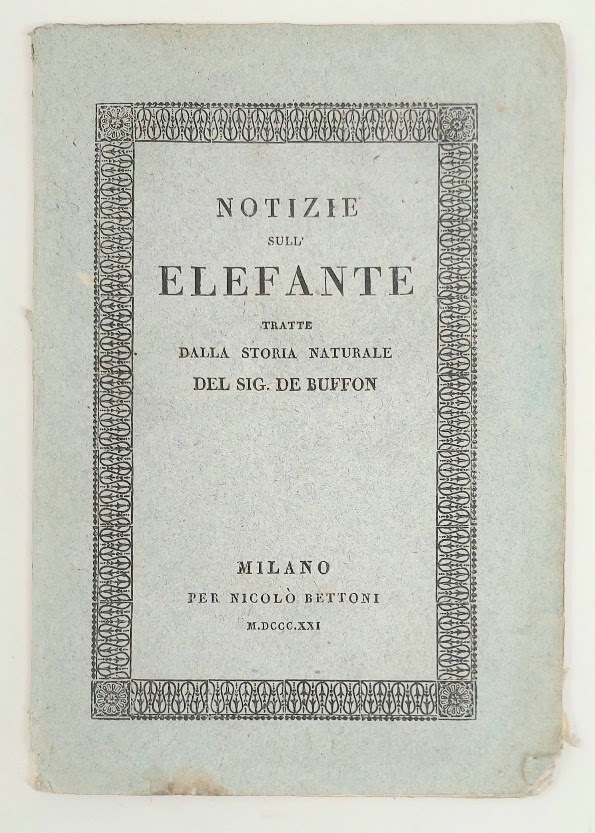 NOTIZIE
SULL'
ELEFANTE
TRATTE
DALLA STORIA NATURALE
DEL SIG. DE BUFFON
MILANO
PER NICOLÒ BETTONI
M.DCCC.XXI